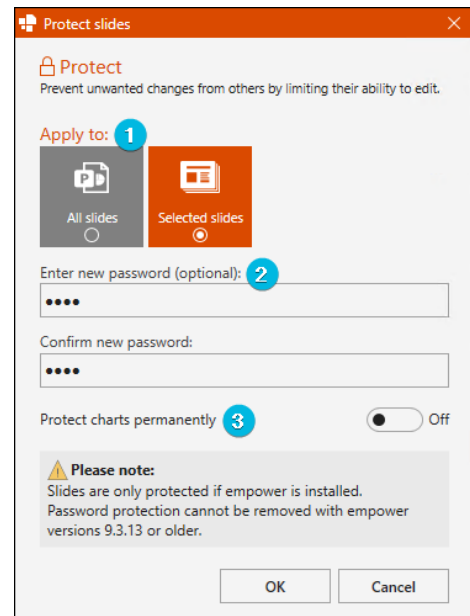 Protect slides
Protect
Prevent unwanted changes from others by limiting their ability to edit.
Apply to: 1
All slides
Selected slides
Enter new password (optional): 2
••••
Confirm new password:
••••
Protect charts permanently 3 Off
Please note:
Slides are only protected if empower is installed.
Password protection cannot be removed with empower
versions 9.3.13 or older.
OK Cancel